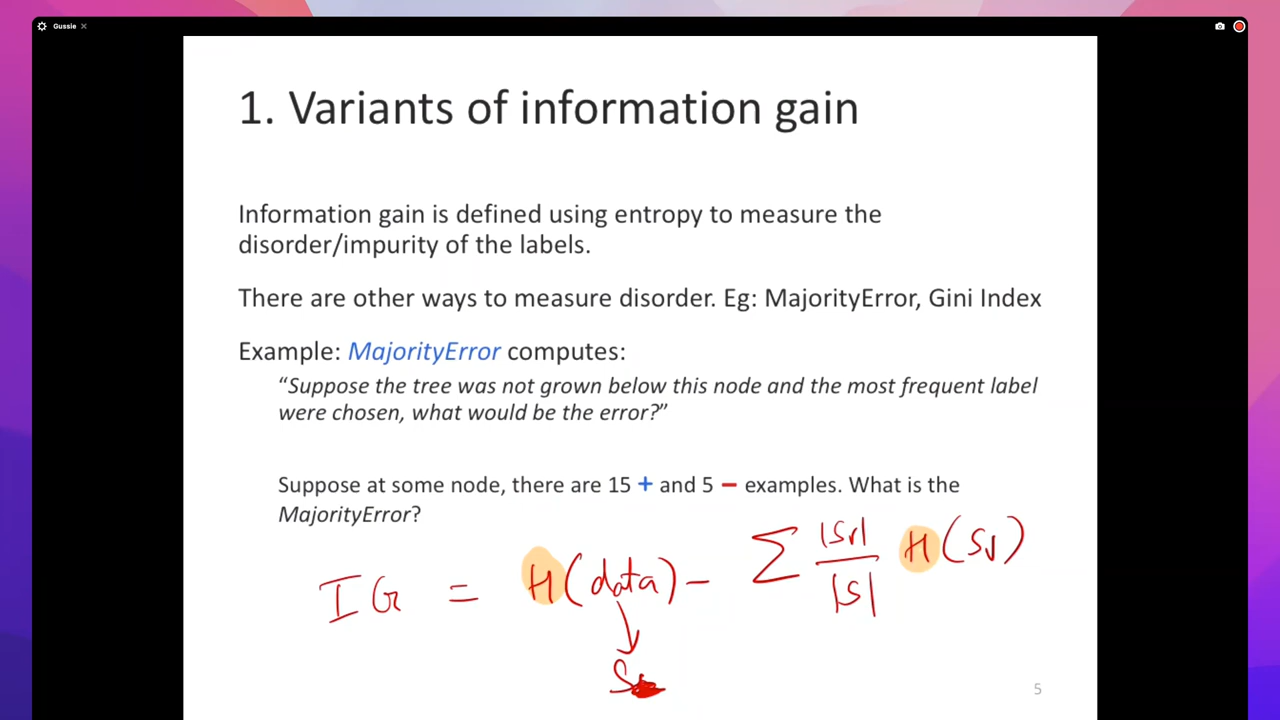 Gussie
1. Variants of information gain
Information gain is defined using entropy to measure the
disorder/impurity of the labels.
There are other ways to measure disorder. Eg: MajorityError, Gini Index
Example: MajorityError computes:
“Suppose the tree was not grown below this node and the most frequent label
were chosen, what would be the error?”
Suppose at some node, there are 15 + and 5 − examples. What is the
MajorityError?
IG = H(data) − ∑ |Sv|/|S| H(Sv)
S
5